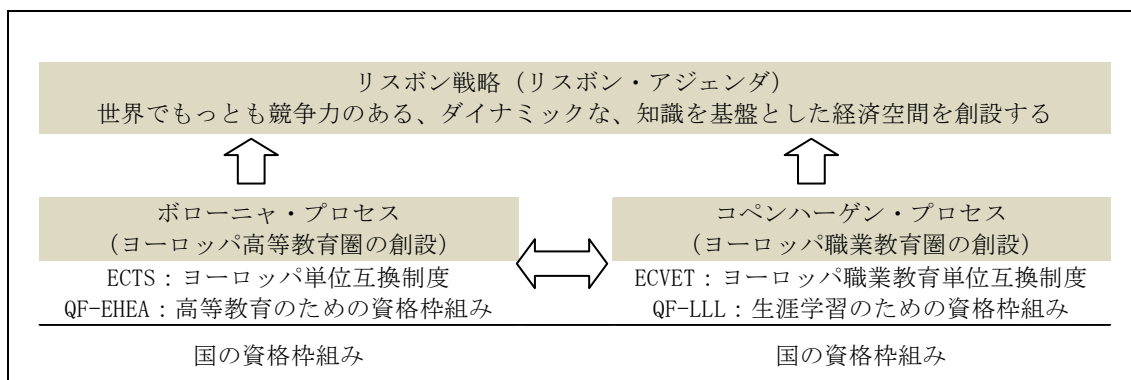 リスボン戦略（リスボン・アジェンダ）
世界でもっとも競争力のある、ダイナミックな、知識を基盤とした経済空間を創設する
ボローニャ・プロセス
（ヨーロッパ高等教育圏の創設）
ECTS：ヨーロッパ単位互換制度
QF-EHEA：高等教育のための資格枠組み
国の資格枠組み
コペンハーゲン・プロセス
（ヨーロッパ職業教育圏の創設）
ECVET：ヨーロッパ職業教育単位互換制度
QF-LLL：生涯学習のための資格枠組み
国の資格枠組み